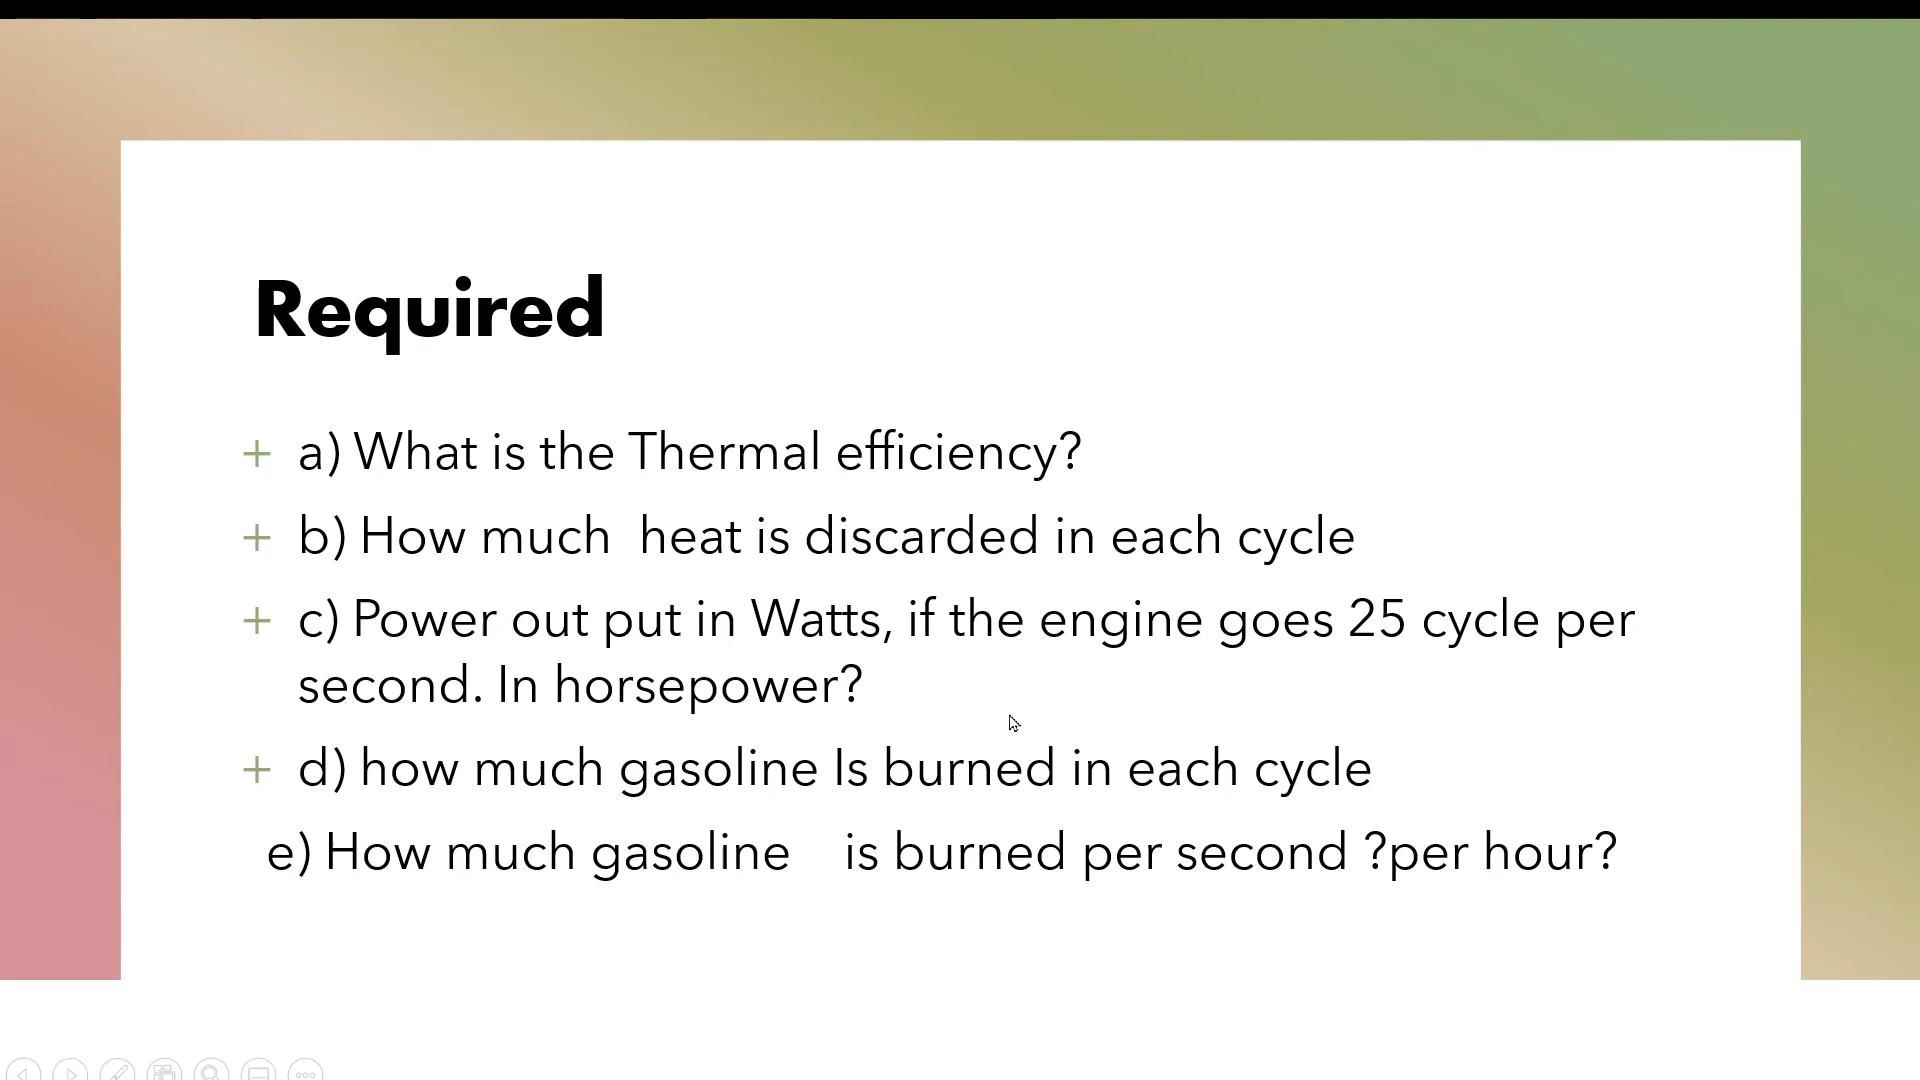 Required
+ a) What is the Thermal efficiency?
+ b) How much  heat is discarded in each cycle
+ c) Power out put in Watts, if the engine goes 25 cycle per
second. In horsepower?
+ d) how much gasoline Is burned in each cycle
e) How much gasoline    is burned per second ?per hour?